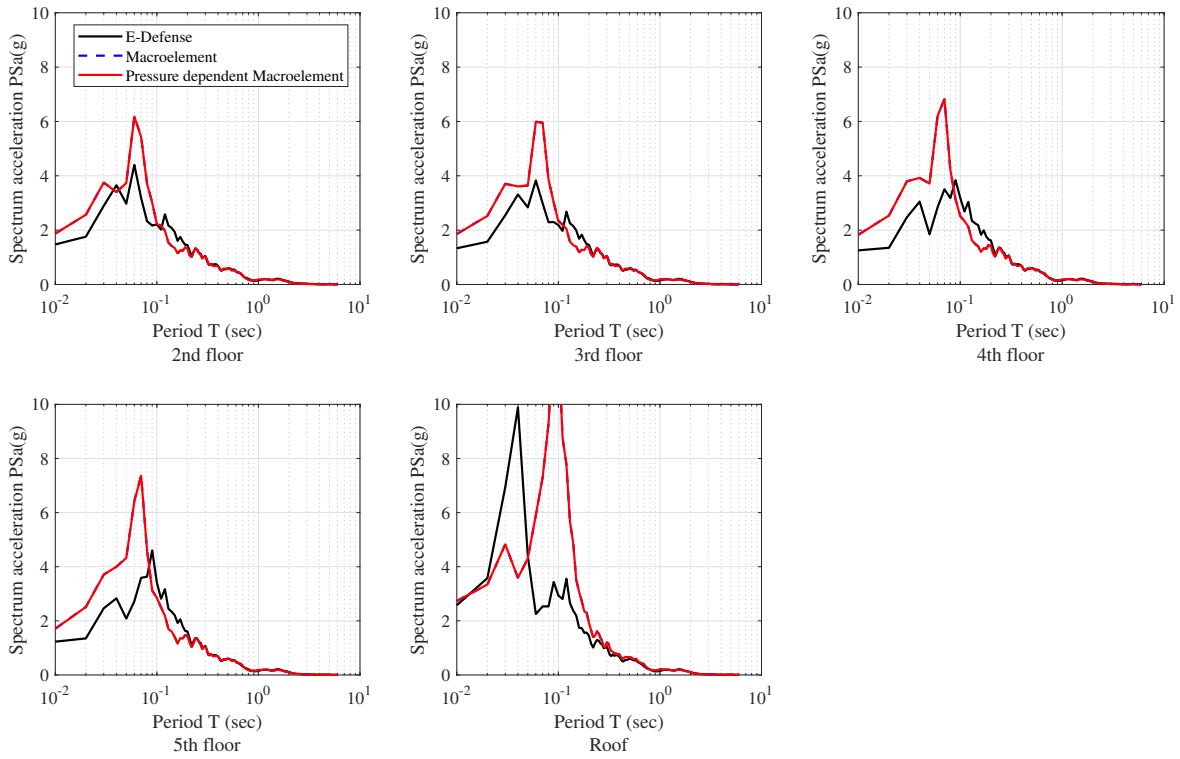 Spectrum acceleration PSa(g)
10
8
6
4
2
0
E-Defense
Macroelement
Pressure dependent Macroelement
10^-2
10^-1
10^0
10^1
Period T (sec)
2nd floor
Spectrum acceleration PSa(g)
10
8
6
4
2
0
10^-2
10^-1
10^0
10^1
Period T (sec)
3rd floor
Spectrum acceleration PSa(g)
10
8
6
4
2
0
10^-2
10^-1
10^0
10^1
Period T (sec)
4th floor
Spectrum acceleration PSa(g)
10
8
6
4
2
0
10^-2
10^-1
10^0
10^1
Period T (sec)
5th floor
Spectrum acceleration PSa(g)
10
8
6
4
2
0
10^-2
10^-1
10^0
10^1
Period T (sec)
Roof